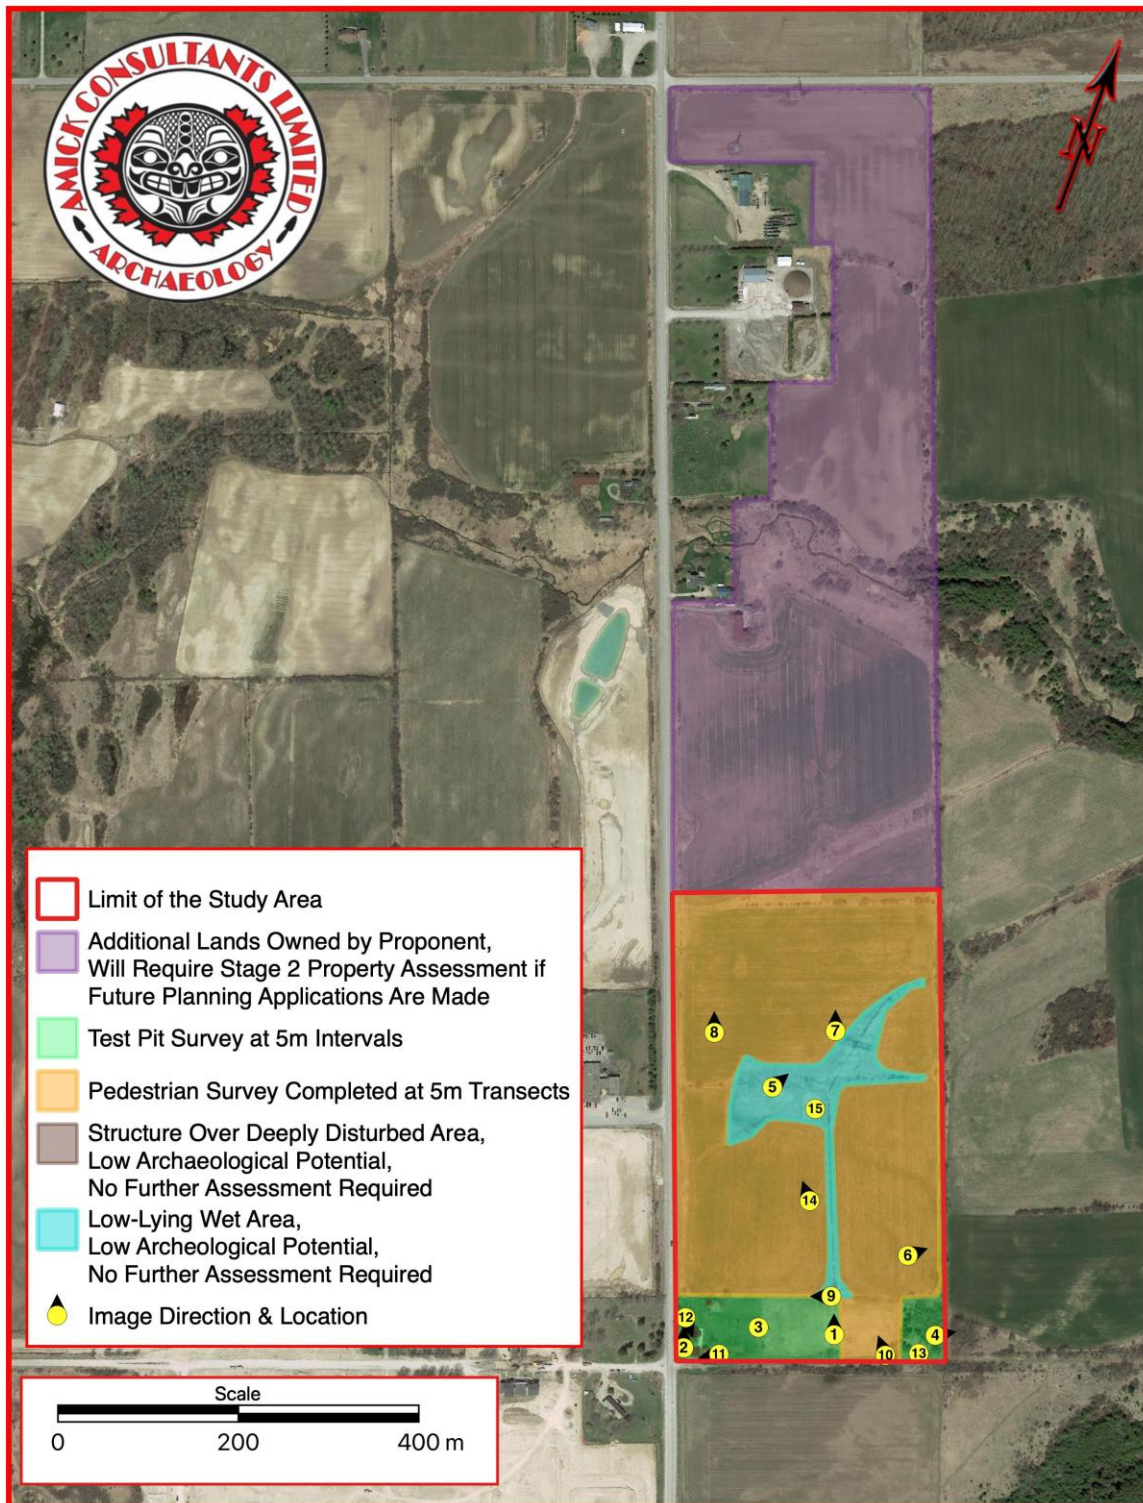 AMICK CONSULTANTS LIMITED
ARCHAEOLOGY
N
Limit of the Study Area
Additional Lands Owned by Proponent,
Will Require Stage 2 Property Assessment if
Future Planning Applications Are Made
Test Pit Survey at 5m Intervals
Pedestrian Survey Completed at 5m Transects
Structure Over Deeply Disturbed Area,
Low Archaeological Potential,
No Further Assessment Required
Low-Lying Wet Area,
Low Archeological Potential,
No Further Assessment Required
Image Direction & Location
8
7
5
15
14
6
9
12
3
1
4
2
11
10
13
Scale
0 200 400 m